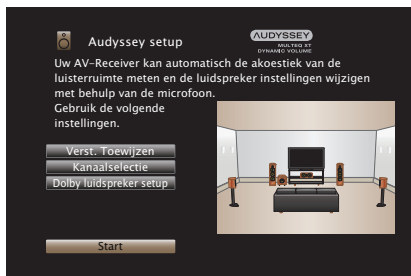 Audyssey setup
AUDYSSEY
MULTEQ XT
DYNAMIC VOLUME
Uw AV-Receiver kan automatisch de akoestiek van de
luisterruimte meten en de luidspreker instellingen wijzigen
met behulp van de microfoon.
Gebruik de volgende
instellingen.
Verst. Toewijzen
Kanaalselectie
Dolby luidspreker setup
Start